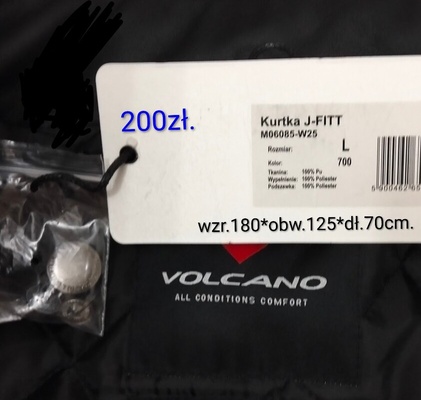 200zł.
Kurtka J-FITT
M06085-W25
Rozmiar: L
Kolor: 700
Tkanina: 100% Pu
Wypełnienie: 100% Poliester
Podszewka: 100% Poliester
wzr.180*obw.125*dł.70cm.
VOLCANO
ALL CONDITIONS COMFORT